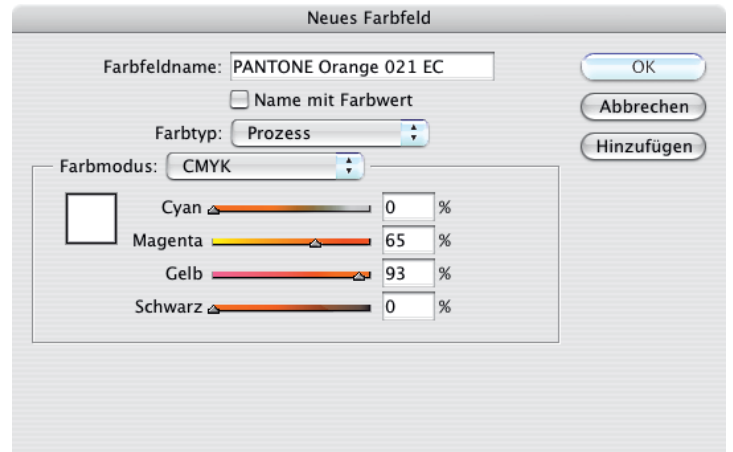 Neues Farbfeld
Farbfeldname: PANTONE Orange 021 EC
OK
Name mit Farbwert
Abbrechen
Farbtyp: Prozess
Hinzufügen
Farbmodus: CMYK
Cyan 0 %
Magenta 65 %
Gelb 93 %
Schwarz 0 %